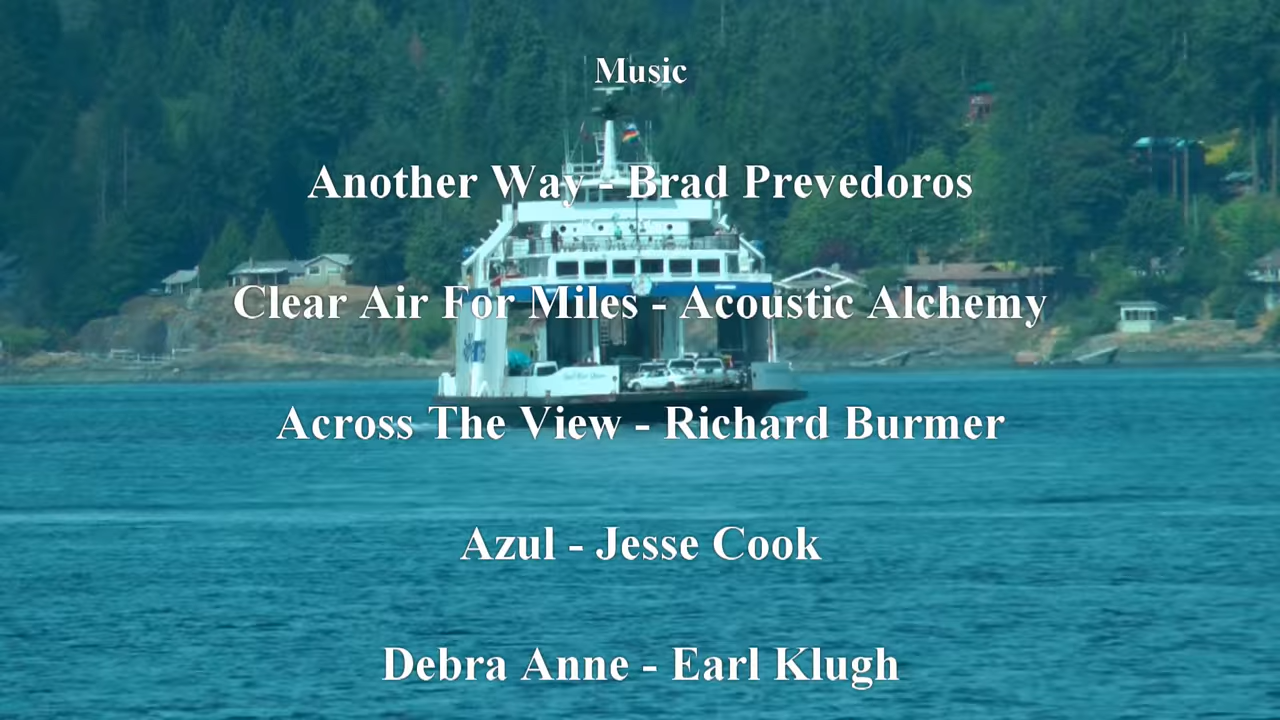 Music
Another Way - Brad Prevedoros
Clear Air For Miles - Acoustic Alchemy
Across The View - Richard Burmer
Azul - Jesse Cook
Debra Anne - Earl Klugh